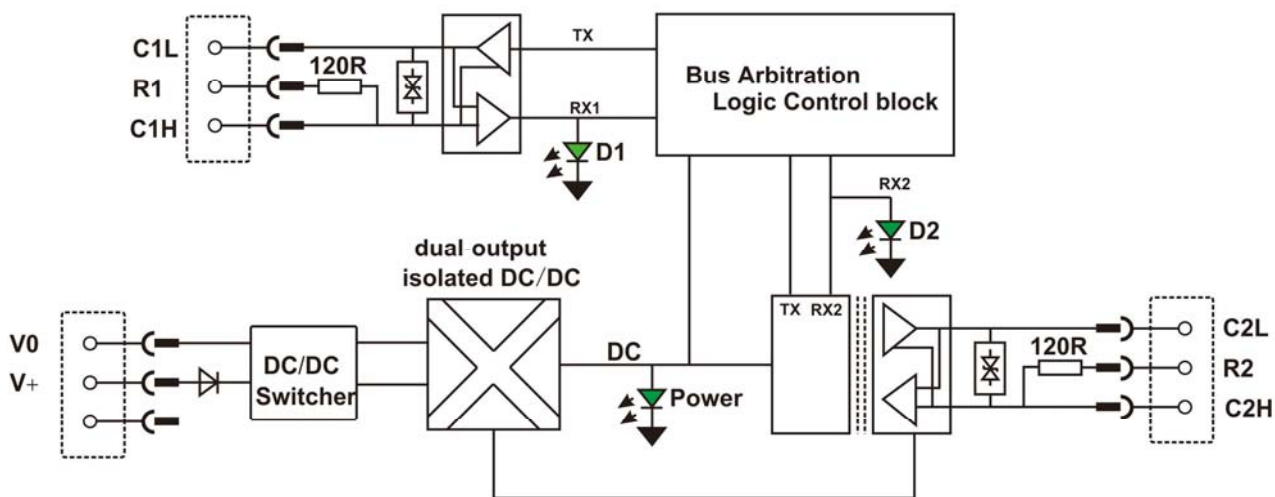 C1L
R1
C1H
120R
TX
RX1
D1
Bus Arbitration
Logic Control block
RX2
D2
dual-output
isolated DC/DC
V0
V+
DC/DC
Switcher
DC
Power
TX RX2
120R
C2L
R2
C2H